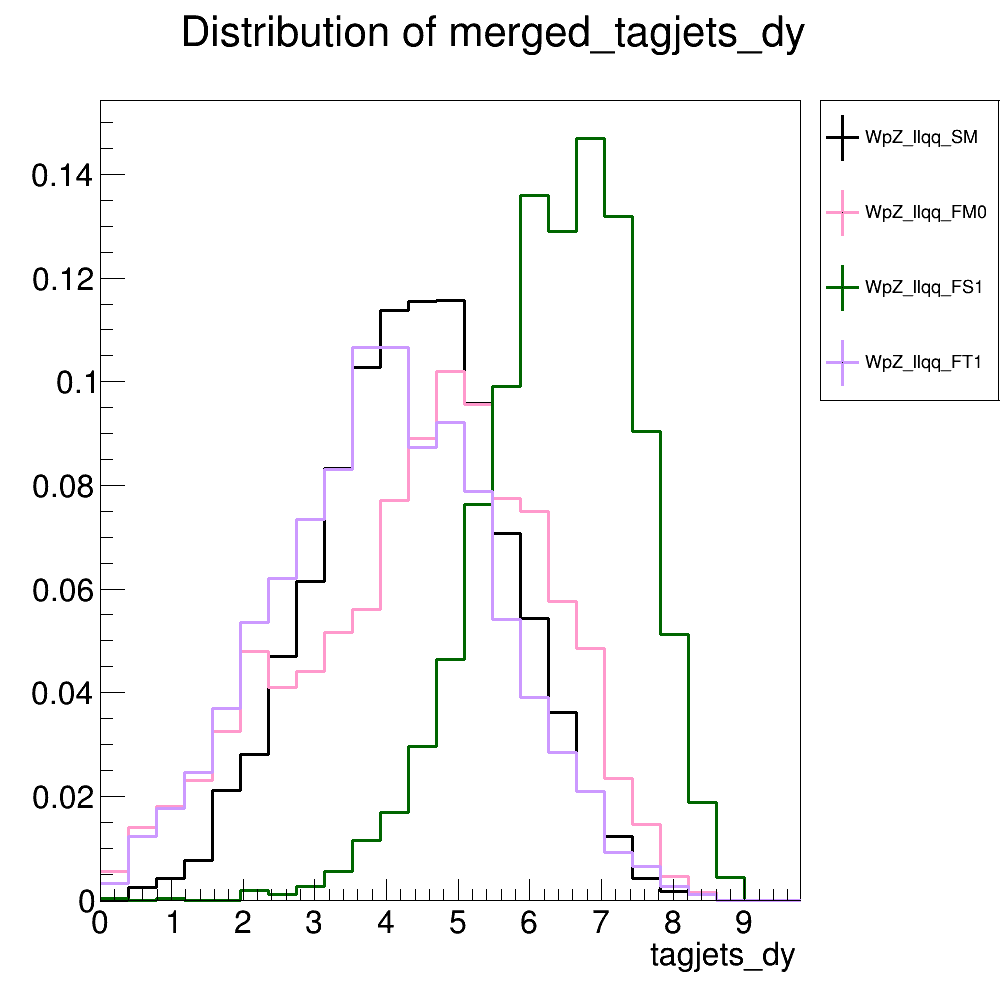 Distribution of merged_tagjets_dy
WpZ_llqq_SM
WpZ_llqq_FM0
WpZ_llqq_FS1
WpZ_llqq_FT1
0.14
0.12
0.1
0.08
0.06
0.04
0.02
0
0 1 2 3 4 5 6 7 8 9
tagjets_dy